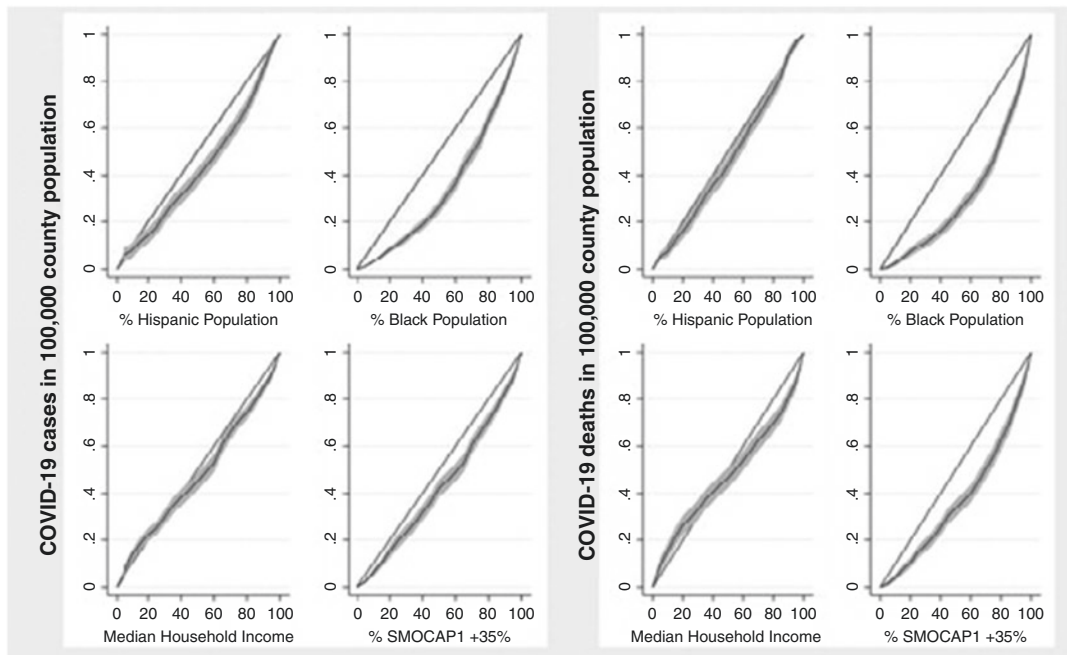 COVID-19 cases in 100,000 county population
1
.8
.6
.4
.2
0
0 20 40 60 80 100
% Hispanic Population
1
.8
.6
.4
.2
0
0 20 40 60 80 100
% Black Population
1
.8
.6
.4
.2
0
0 20 40 60 80 100
Median Household Income
1
.8
.6
.4
.2
0
0 20 40 60 80 100
% SMOCAP1 +35%
COVID-19 deaths in 100,000 county population
1
.8
.6
.4
.2
0
0 20 40 60 80 100
% Hispanic Population
1
.8
.6
.4
.2
0
0 20 40 60 80 100
% Black Population
1
.8
.6
.4
.2
0
0 20 40 60 80 100
Median Household Income
1
.8
.6
.4
.2
0
0 20 40 60 80 100
% SMOCAP1 +35%